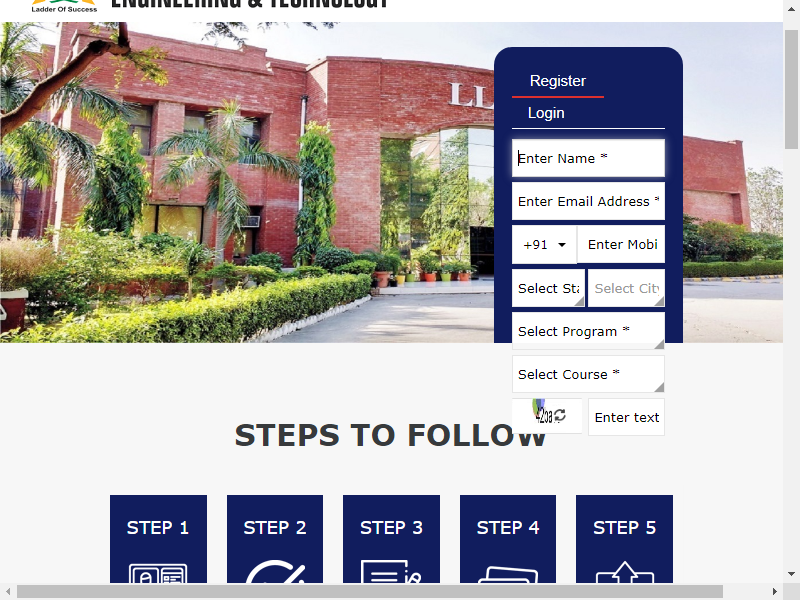 Ladder Of Success
ENGINEERING & TECHNOLOGY
LL
Register
Login
Enter Name *
Enter Email Address *
+91
Enter Mobi
Select Sta
Select City
Select Program *
Select Course *
Enter text
STEPS TO FOLLOW
STEP 1
STEP 2
STEP 3
STEP 4
STEP 5